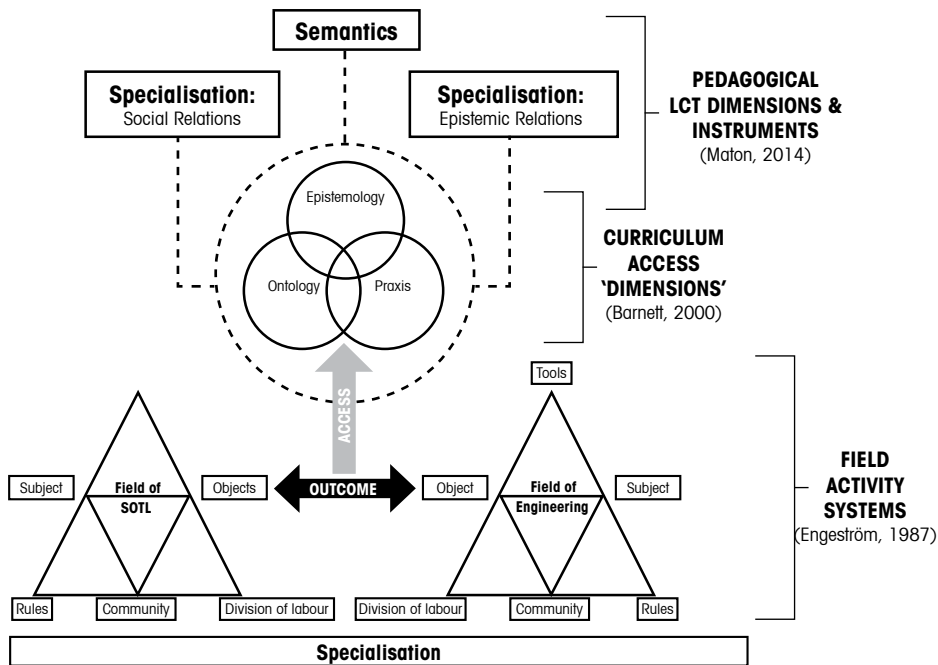 Semantics
Specialisation:
Social Relations
Specialisation:
Epistemic Relations
PEDAGOGICAL
LCT DIMENSIONS &
INSTRUMENTS
(Maton, 2014)
Epistemology
Ontology
Praxis
CURRICULUM
ACCESS
‘DIMENSIONS’
(Barnett, 2000)
ACCESS
Tools
Subject
Field of
SOTL
Objects
OUTCOME
Object
Field of
Engineering
Subject
FIELD
ACTIVITY
SYSTEMS
(Engeström, 1987)
Rules
Community
Division of labour
Division of labour
Community
Rules
Specialisation